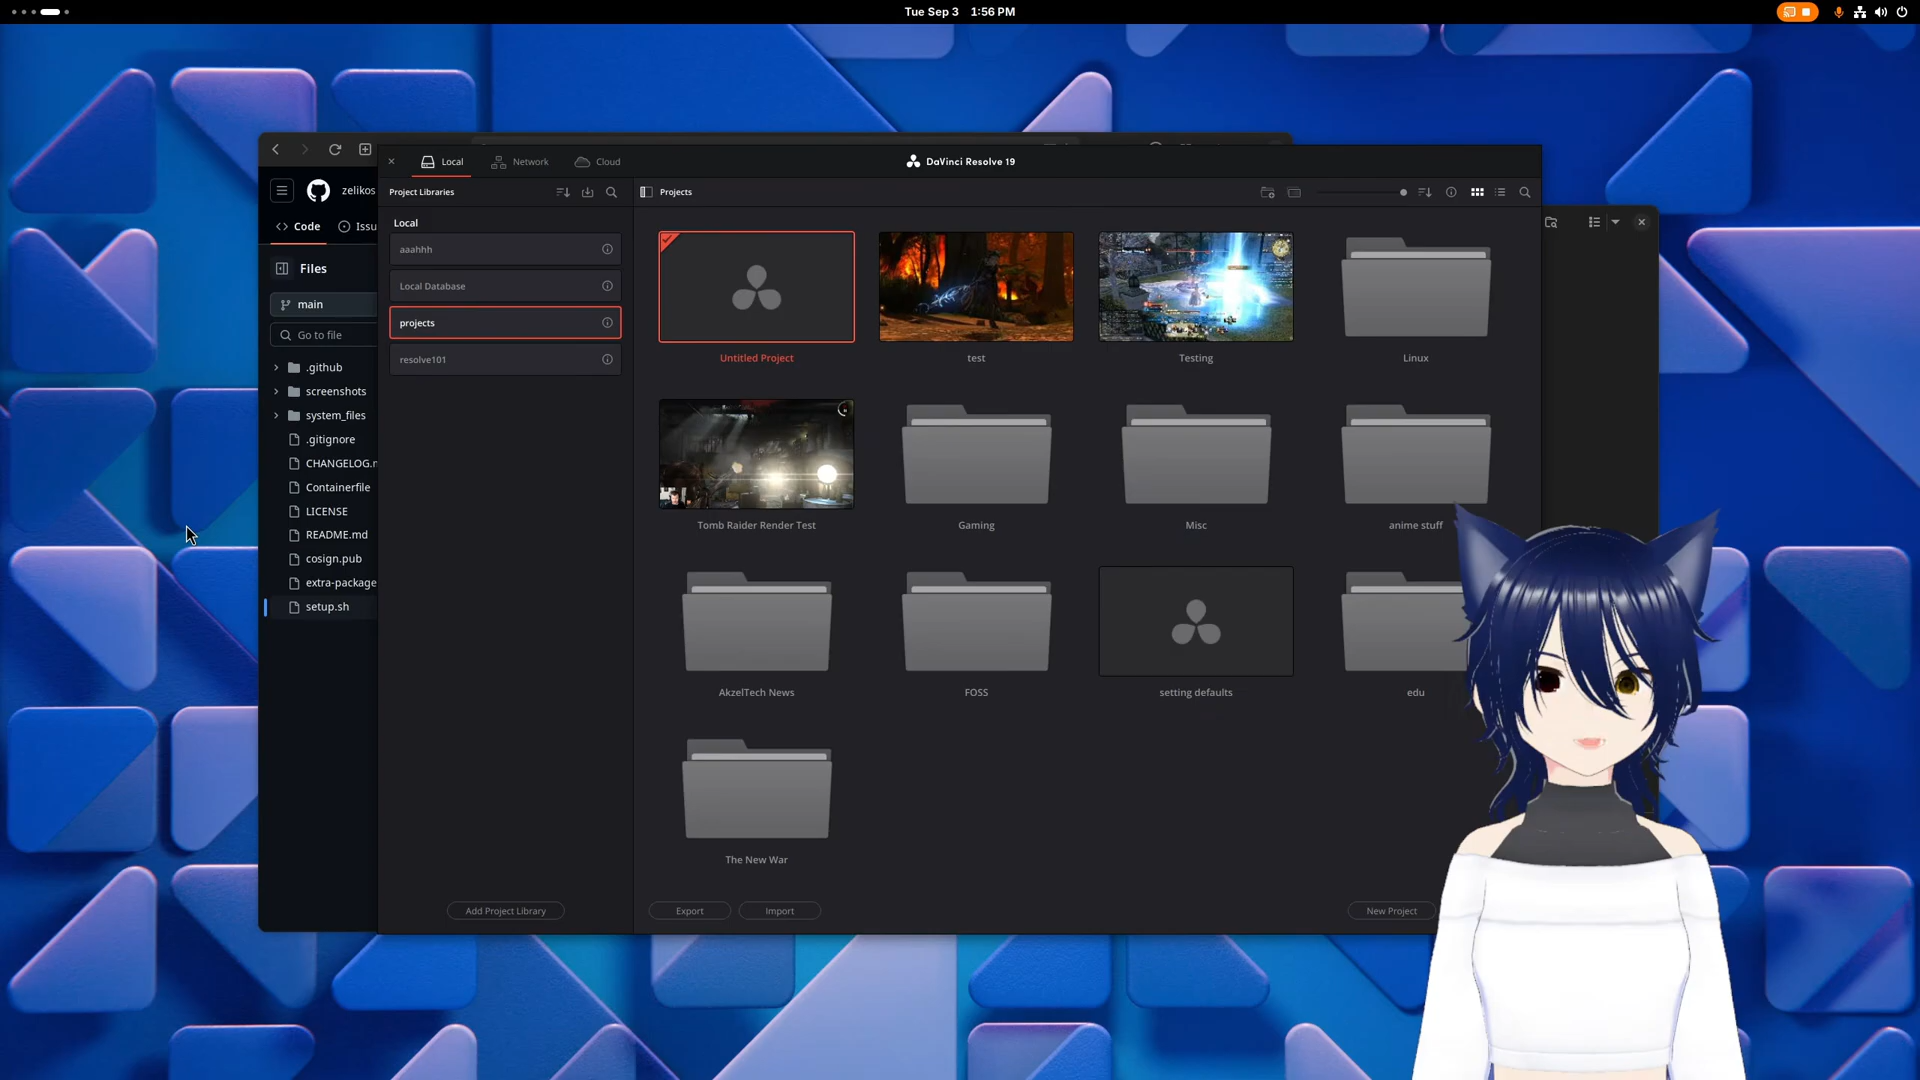 Tue Sep 3 1:56 PM
Local
Network
Cloud
DaVinci Resolve 19
Project Libraries
Projects
Local
aaahhh
Local Database
projects
resolve101
Add Project Library
Untitled Project
test
Testing
Linux
Tomb Raider Render Test
Gaming
Misc
anime stuff
AkzelTech News
FOSS
setting defaults
edu
The New War
Export
Import
New Project
zelikos
Code
Issu
Files
main
Go to file
.github
screenshots
system_files
.gitignore
CHANGELOG.m
Containerfile
LICENSE
README.md
cosign.pub
extra-package
setup.sh